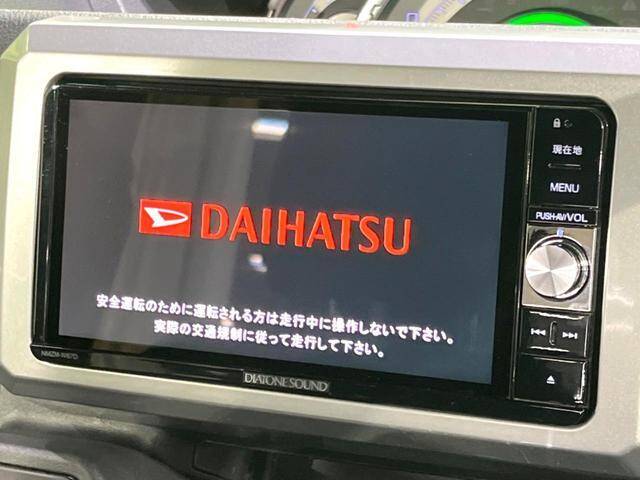 現在地
MENU
PUSH-AV/VOL
DAIHATSU
安全運転のために運転される方は走行中に操作しないで下さい。
実際の交通規制に従って走行して下さい。
NMZM-W67D
DIATONE SOUND